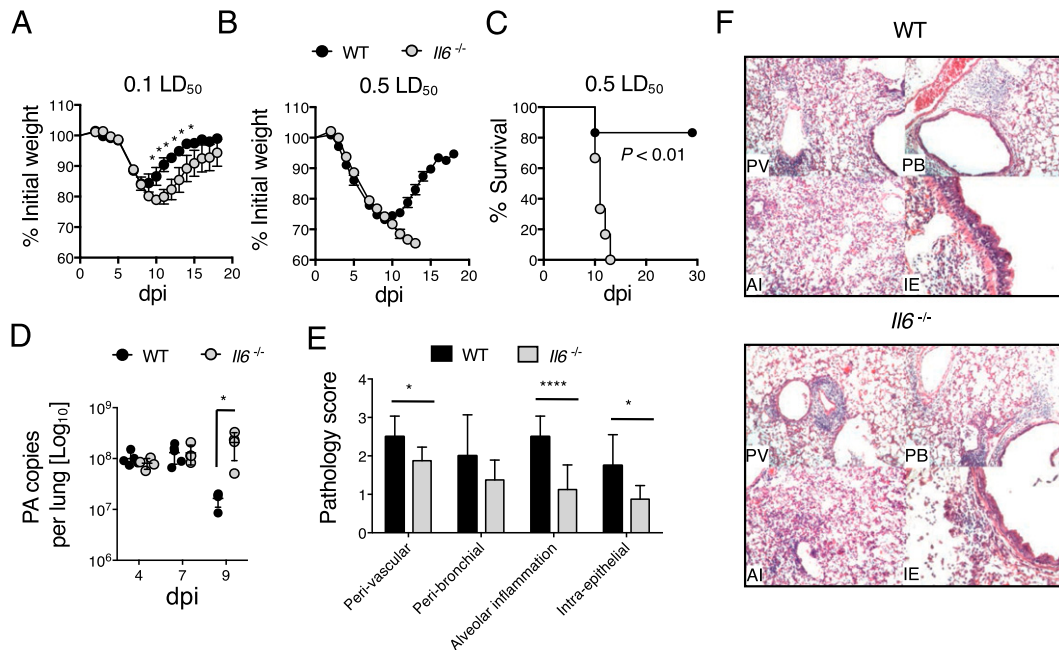 A
B
C
F
WT
Il6 -/-
WT
0.1 LD50
0.5 LD50
0.5 LD50
% Initial weight
110
100
90
80
70
60
* * * * * *
0
5
10
15
20
dpi
% Initial weight
110
100
90
80
70
60
0
5
10
15
20
dpi
% Survival
100
80
60
40
20
0
P < 0.01
0
10
20
30
dpi
PV
PB
AI
IE
Il6 -/-
PV
PB
AI
IE
D
WT
Il6 -/-
PA copies
per lung [Log10]
10^9
10^8
10^7
10^6
*
4
7
9
dpi
E
WT
Il6 -/-
Pathology score
4
3
2
1
0
*
****
*
Peri-vascular
Peri-bronchial
Alveolar inflammation
Intra-epithelial